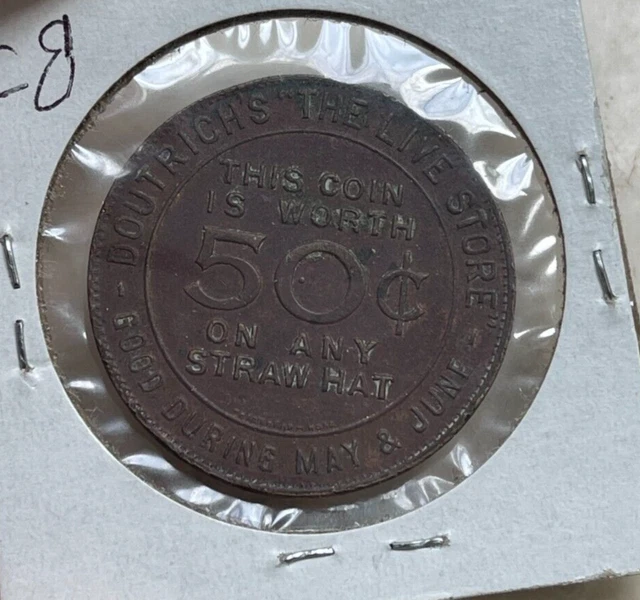 DOUTRICH'S "THE LIVE STORE"
THIS COIN
IS WORTH
50¢
ON ANY
STRAW HAT
- GOOD DURING MAY & JUNE -